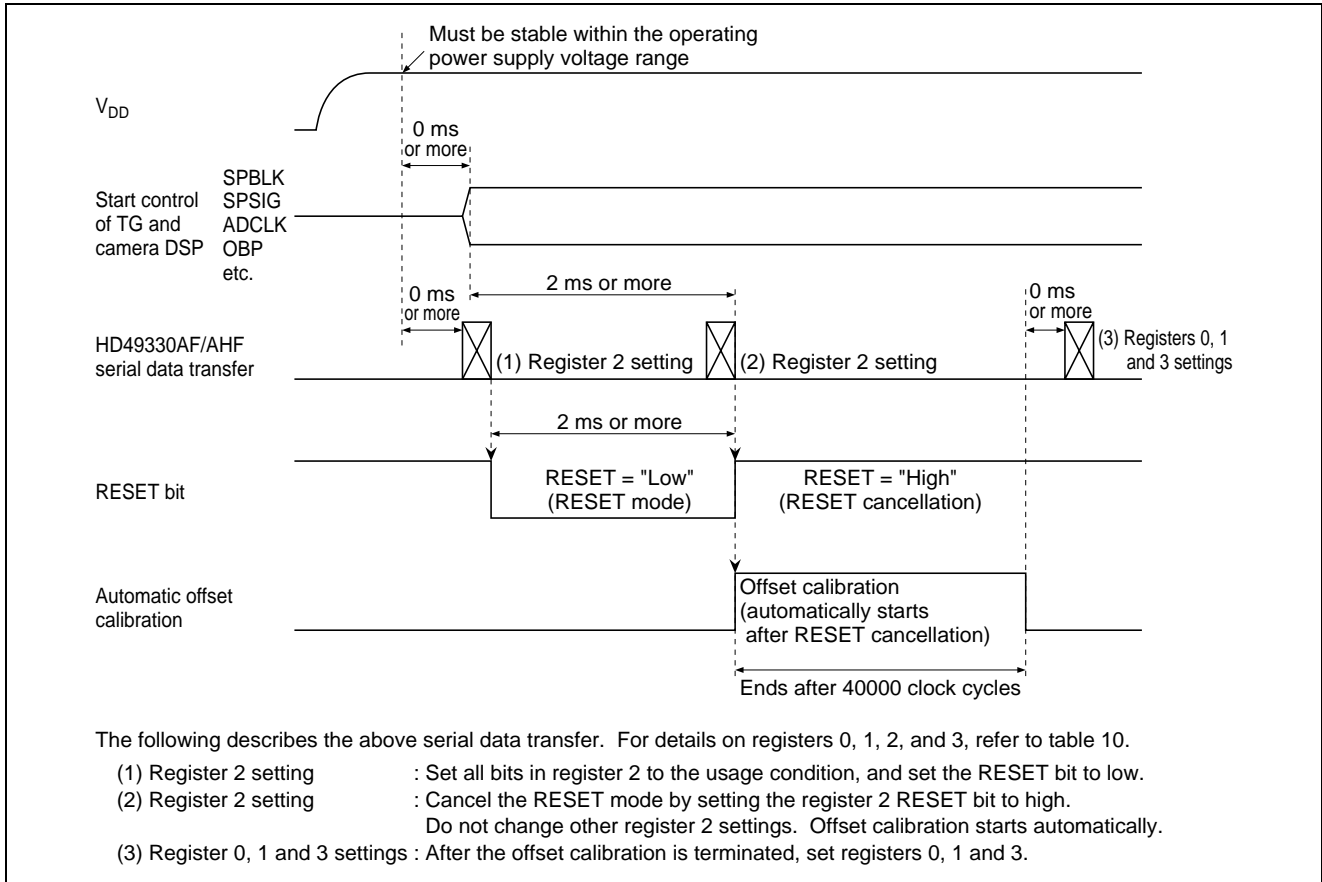 Must be stable within the operating
power supply voltage range
VDD
0 ms
or more
Start control
of TG and
camera DSP
SPBLK
SPSIG
ADCLK
OBP
etc.
2 ms or more
0 ms
or more
0 ms
or more
HD49330AF/AHF
serial data transfer
(1) Register 2 setting
(2) Register 2 setting
(3) Registers 0, 1
and 3 settings
2 ms or more
RESET bit
RESET = "Low"
(RESET mode)
RESET = "High"
(RESET cancellation)
Automatic offset
calibration
Offset calibration
(automatically starts
after RESET cancellation)
Ends after 40000 clock cycles
The following describes the above serial data transfer. For details on registers 0, 1, 2, and 3, refer to table 10.
(1) Register 2 setting : Set all bits in register 2 to the usage condition, and set the RESET bit to low.
(2) Register 2 setting : Cancel the RESET mode by setting the register 2 RESET bit to high.
Do not change other register 2 settings. Offset calibration starts automatically.
(3) Register 0, 1 and 3 settings : After the offset calibration is terminated, set registers 0, 1 and 3.